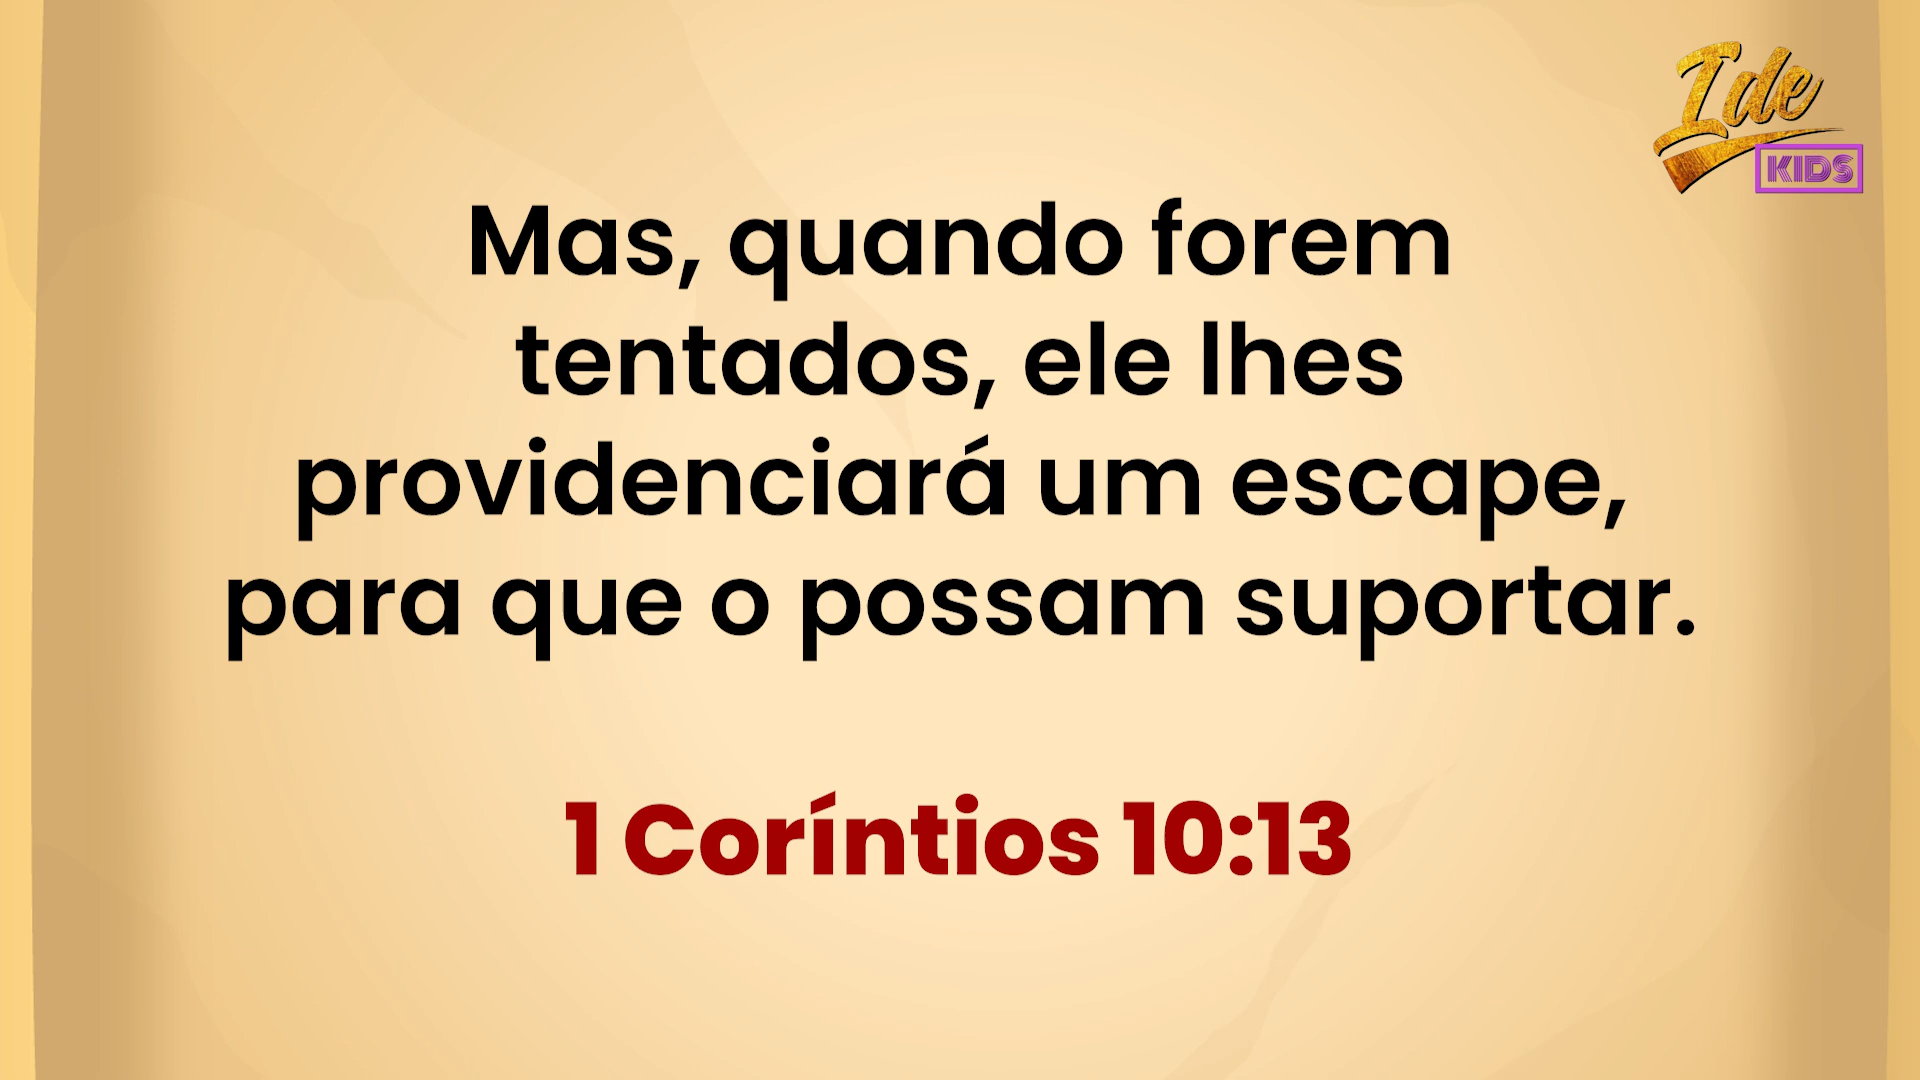 Ide
KIDS
Mas, quando forem
tentados, ele lhes
providenciará um escape,
para que o possam suportar.
1 Coríntios 10:13